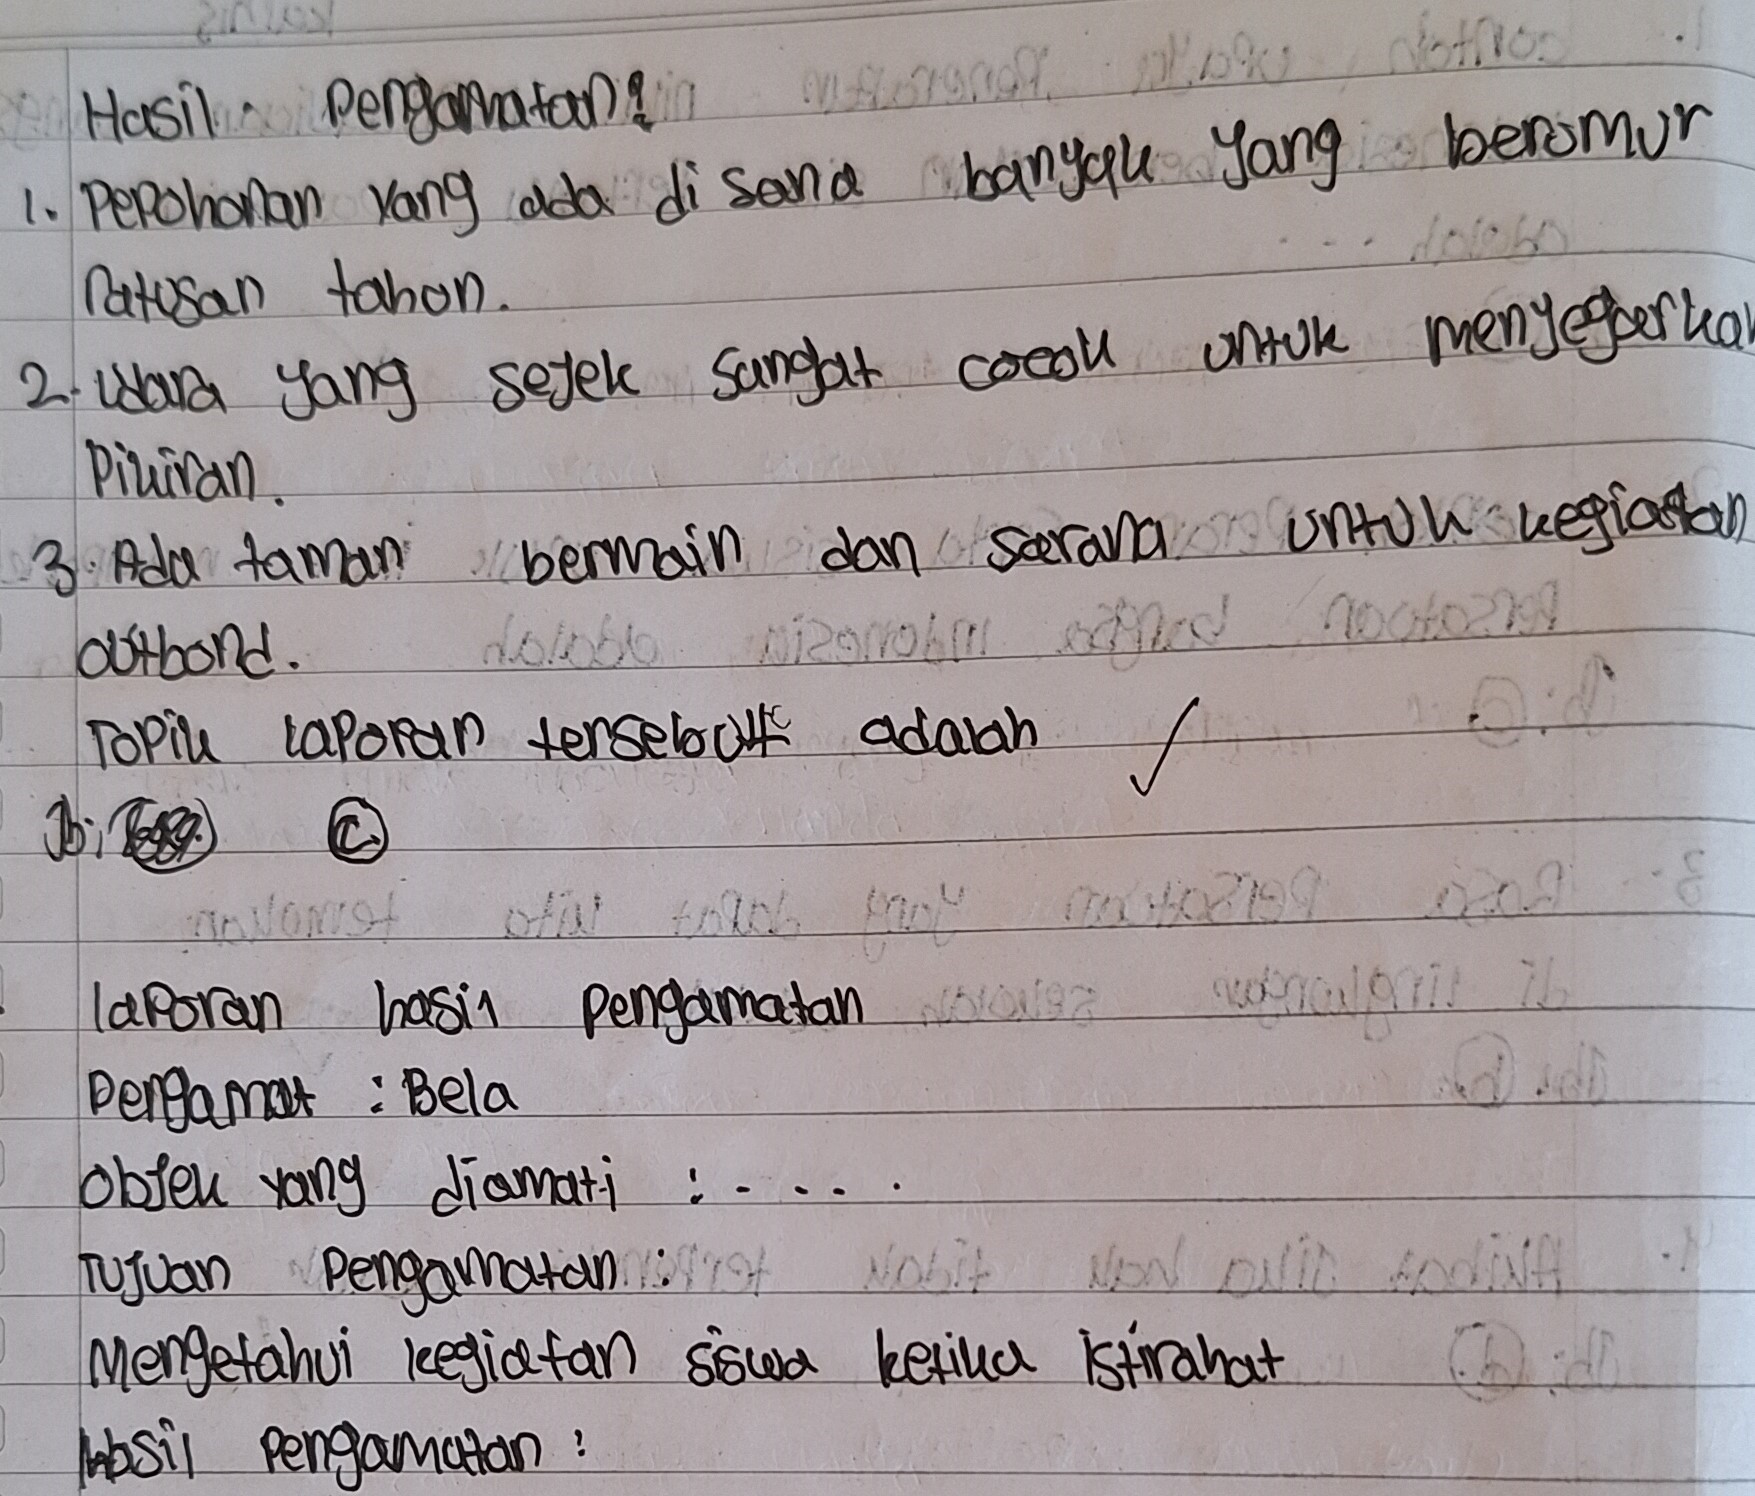 Hasil Pengamatan:
1. Pepohonan yang ada di sana banyak yang berumur
ratusan tahun.
2. Udara yang sejek sangat cocok untuk menyegarkan
Pikiran.
3. Ada taman bermain dan sarana untuk kegiatan
outbond.
Topik laporan tersebut adalah
Jb: C.
laporan hasil pengamatan
Pengamat : Bela
Objek yang diamati : .....
Tujuan Pengamatan :
Mengetahui kegiatan siswa ketika istirahat
Hasil pengamatan :